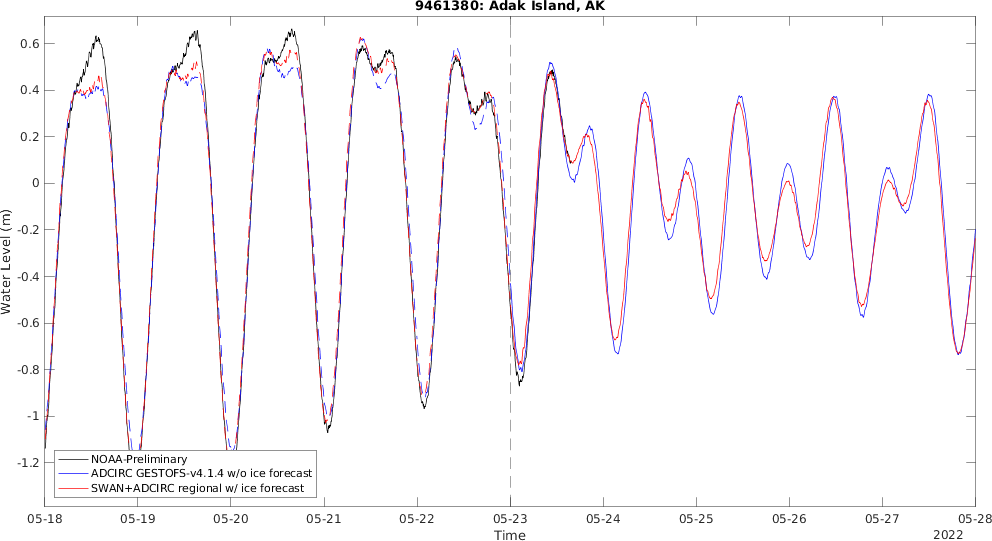 9461380: Adak Island, AK
Water Level (m)
0.6
0.4
0.2
0
-0.2
-0.4
-0.6
-0.8
-1
-1.2
NOAA-Preliminary
ADCIRC GESTOFS-v4.1.4 w/o ice forecast
SWAN+ADCIRC regional w/ ice forecast
05-18 05-19 05-20 05-21 05-22 05-23 05-24 05-25 05-26 05-27 05-28
Time
2022